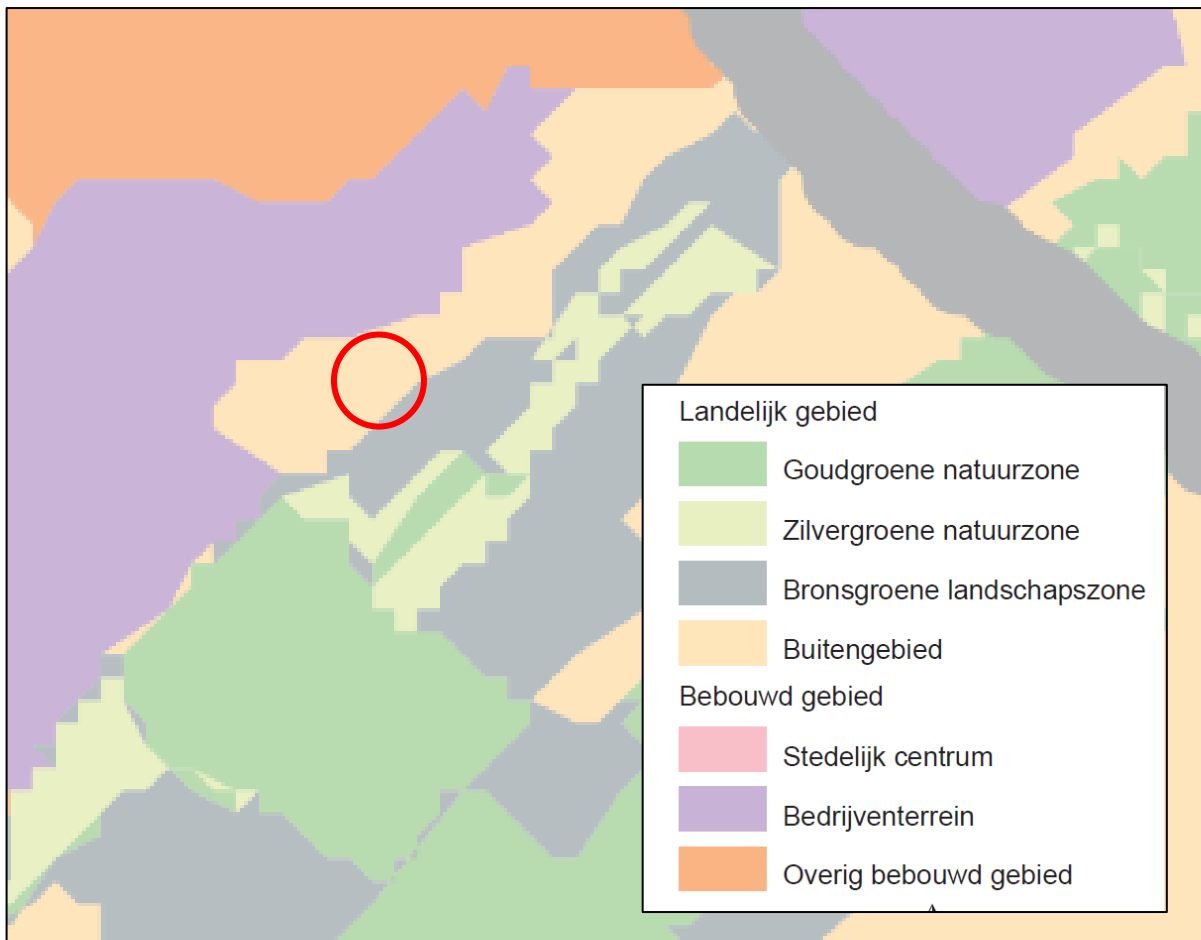 Landelijk gebied
Goudgroene natuurzone
Zilvergroene natuurzone
Bronsgroene landschapszone
Buitengebied
Bebouwd gebied
Stedelijk centrum
Bedrijventerrein
Overig bebouwd gebied